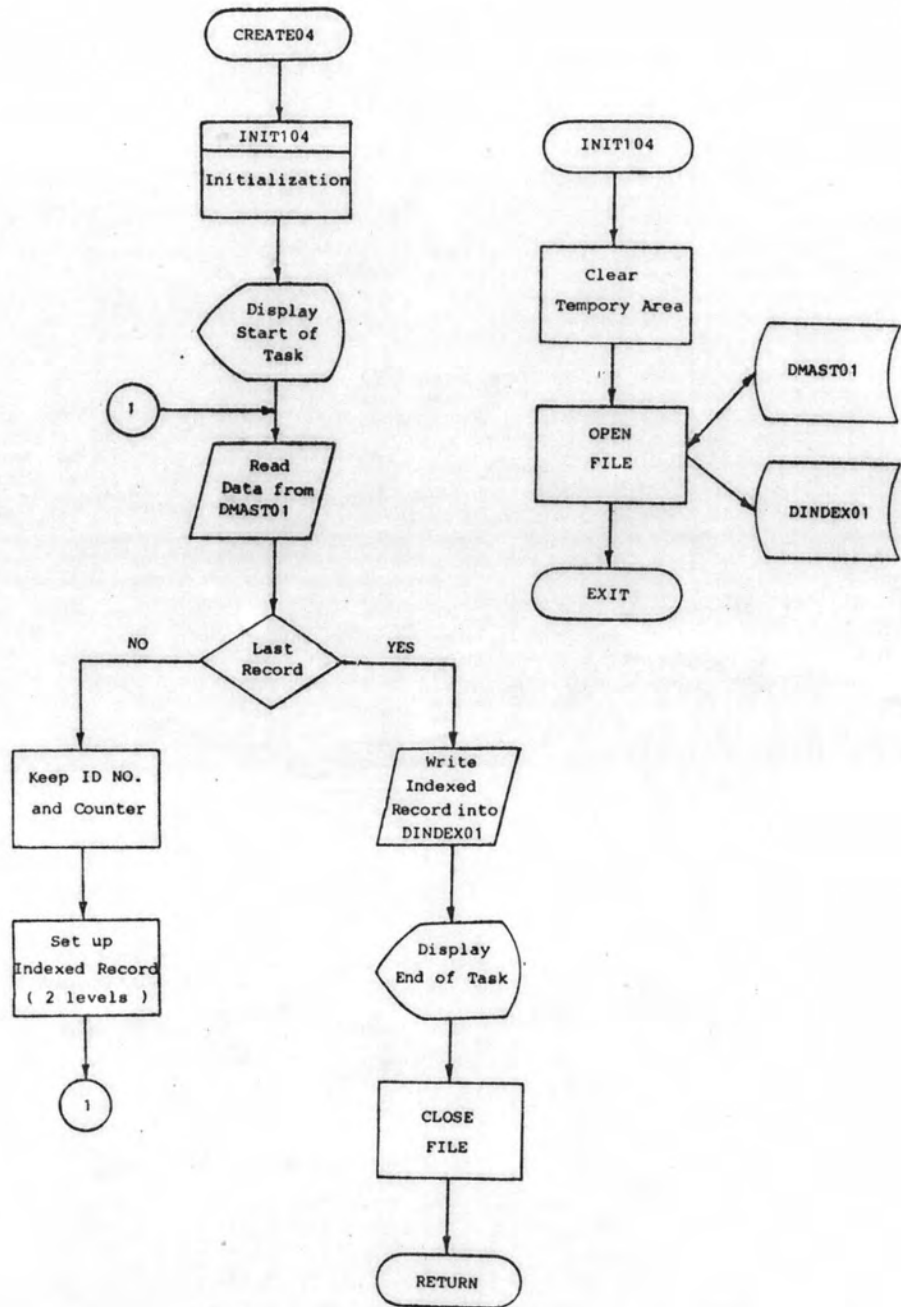 CREATE04
INIT104
Initialization
Display
Start of
Task
1
Read
Data from
DMAST01
Last
Record
NO
YES
Keep ID NO.
and Counter
Set up
Indexed Record
( 2 levels )
1
Write
Indexed
Record into
DINDEX01
Display
End of Task
CLOSE
FILE
RETURN
INIT104
Clear
Tempory Area
OPEN
FILE
DMAST01
DINDEX01
EXIT